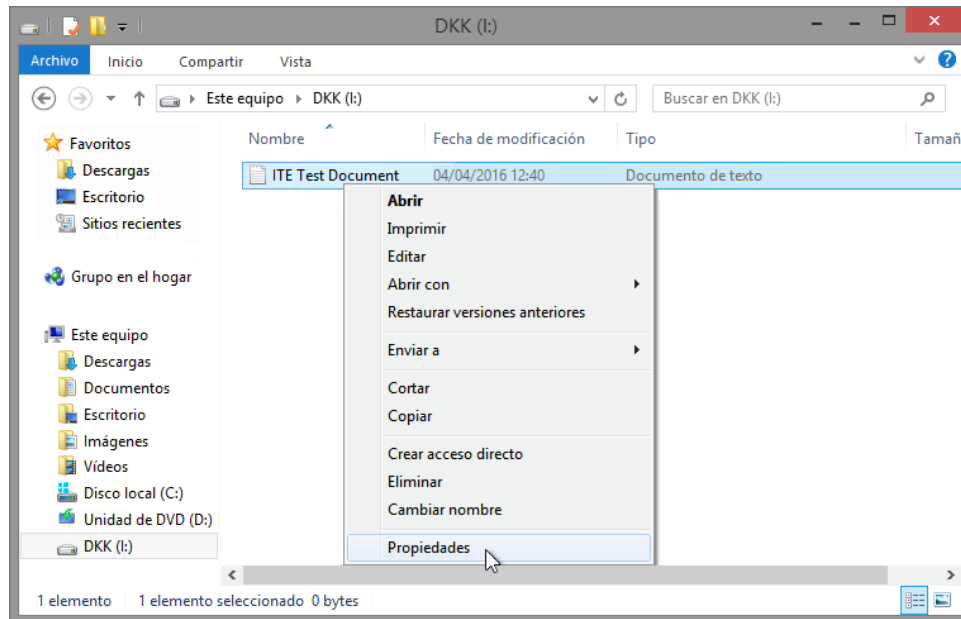 DKK (I:)
Archivo Inicio Compartir Vista
Este equipo DKK (I:) Buscar en DKK (I:)
Nombre Fecha de modificación Tipo Tamañ
ITE Test Document 04/04/2016 12:40 Documento de texto
Favoritos
Descargas
Escritorio
Sitios recientes
Grupo en el hogar
Este equipo
Descargas
Documentos
Escritorio
Imágenes
Vídeos
Disco local (C:)
Unidad de DVD (D:)
DKK (I:)
Abrir
Imprimir
Editar
Abrir con
Restaurar versiones anteriores
Enviar a
Cortar
Copiar
Crear acceso directo
Eliminar
Cambiar nombre
Propiedades
1 elemento 1 elemento seleccionado 0 bytes